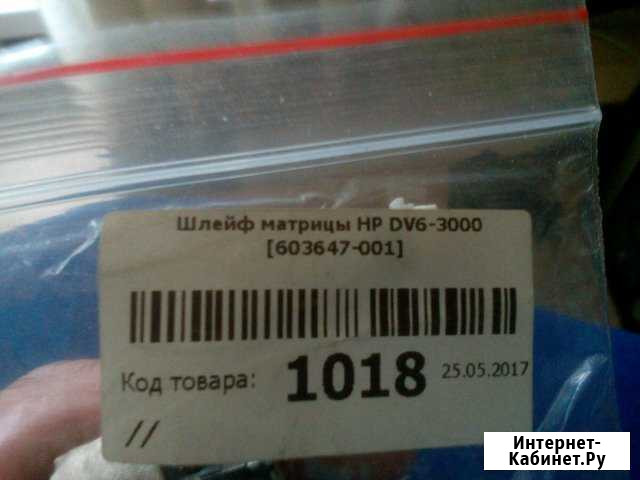 Шлейф матрицы HP DV6-3000
[603647-001]
Код товара: 1018 25.05.2017
//
Интернет-
Кабинет.Ру